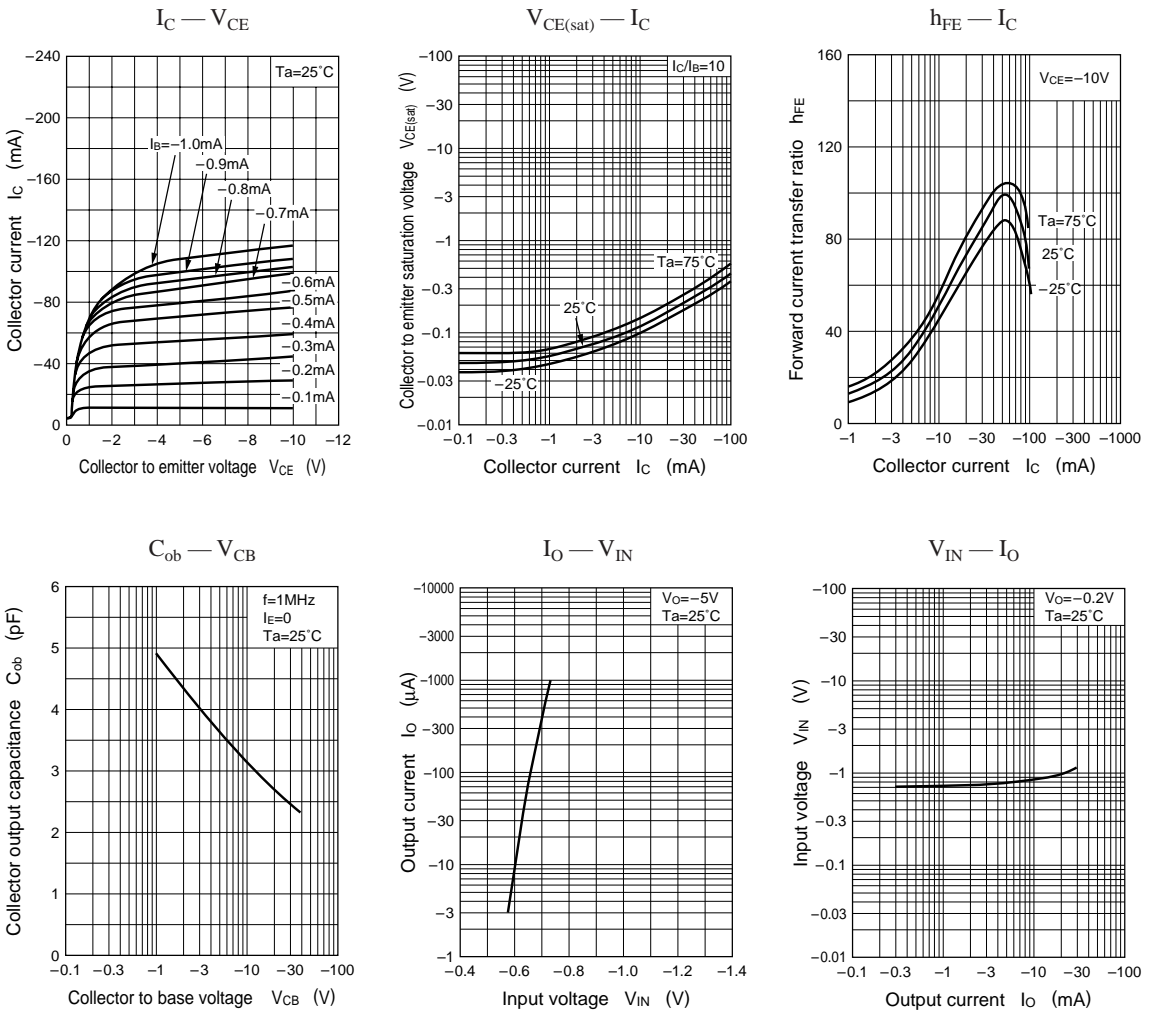 I_C — V_CE
−240
−200
−160
−120
−80
−40
0
0
−2
−4
−6
−8
−10
−12
Ta=25˚C
I_B=−1.0mA
−0.9mA
−0.8mA
−0.7mA
−0.6mA
−0.5mA
−0.4mA
−0.3mA
−0.2mA
−0.1mA
Collector current I_C (mA)
Collector to emitter voltage V_CE (V)
V_CE(sat) — I_C
−100
−30
−10
−3
−1
−0.3
−0.1
−0.03
−0.01
−0.1
−0.3
−1
−3
−10
−30
−100
I_C/I_B=10
Ta=75˚C
25˚C
−25˚C
Collector to emitter saturation voltage V_CE(sat) (V)
Collector current I_C (mA)
h_FE — I_C
160
120
80
40
0
−1
−3
−10
−30
−100
−300
−1000
V_CE=−10V
Ta=75˚C
25˚C
−25˚C
Forward current transfer ratio h_FE
Collector current I_C (mA)
C_ob — V_CB
6
5
4
3
2
1
0
−0.1
−0.3
−1
−3
−10
−30
−100
f=1MHz
I_E=0
Ta=25˚C
Collector output capacitance C_ob (pF)
Collector to base voltage V_CB (V)
I_O — V_IN
−10000
−3000
−1000
−300
−100
−30
−10
−3
−1
−0.4
−0.6
−0.8
−1.0
−1.2
−1.4
V_O=−5V
Ta=25˚C
Output current I_O (µA)
Input voltage V_IN (V)
V_IN — I_O
−100
−30
−10
−3
−1
−0.3
−0.1
−0.03
−0.01
−0.1
−0.3
−1
−3
−10
−30
−100
V_O=−0.2V
Ta=25˚C
Input voltage V_IN (V)
Output current I_O (mA)